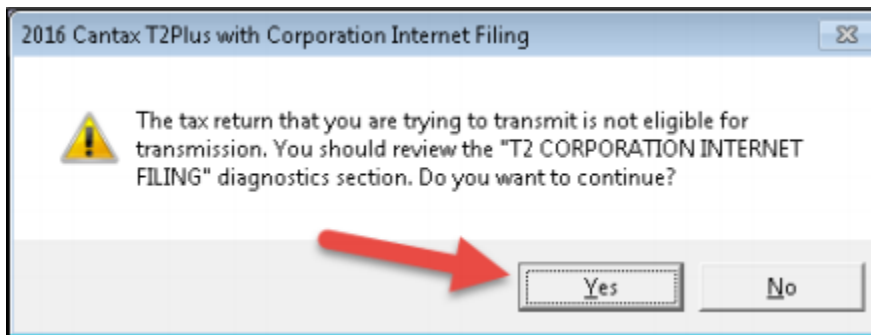 2016 Cantax T2Plus with Corporation Internet Filing
The tax return that you are trying to transmit is not eligible for
transmission. You should review the "T2 CORPORATION INTERNET
FILING" diagnostics section. Do you want to continue?
Yes
No